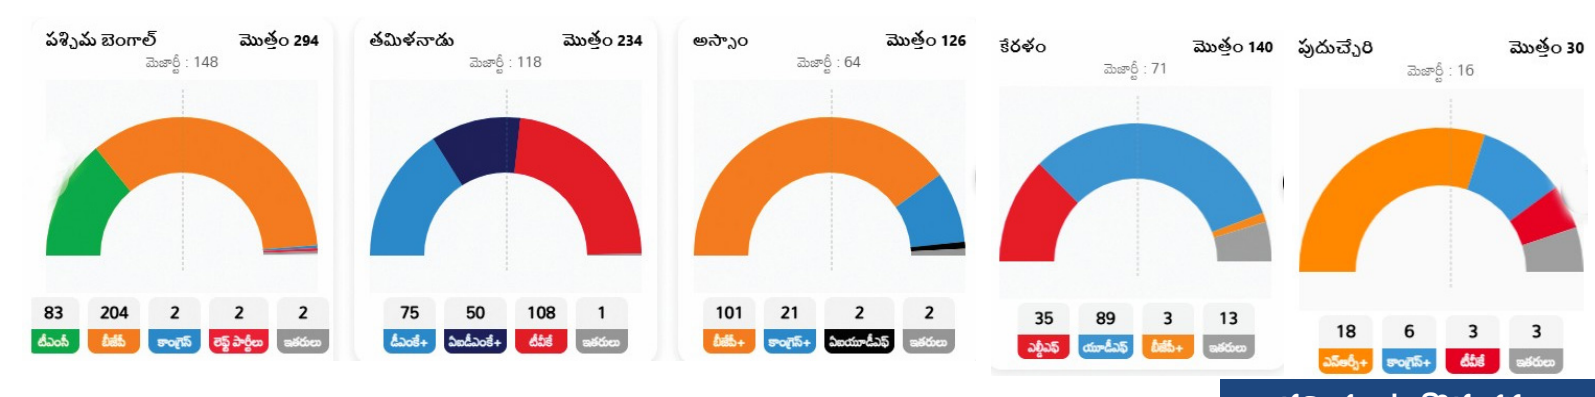 పశ్చిమ బెంగాల్ మొత్తం 294
మెజార్టీ : 148
83 204 2 2 2
టీఎంసీ బీజేపీ కాంగ్రెస్ లెఫ్ట్ పార్టీలు ఇతరులు
తమిళనాడు మొత్తం 234
మెజార్టీ : 118
75 50 108 1
డీఎంకే+ ఏఐడీఎంకే+ టీవీకే ఇతరులు
అస్సాం మొత్తం 126
మెజార్టీ : 64
101 21 2 2
బీజేపీ+ కాంగ్రెస్+ ఏఐయూడీఎఫ్ ఇతరులు
కేరళం మొత్తం 140
మెజార్టీ : 71
35 89 3 13
ఎల్డీఎఫ్ యూడీఎఫ్ బీజేపీ+ ఇతరులు
పుదుచ్చేరి మొత్తం 30
మెజార్టీ : 16
18 6 3 3
ఎన్ఆర్సీ+ కాంగ్రెస్+ టీవీకే ఇతరులు